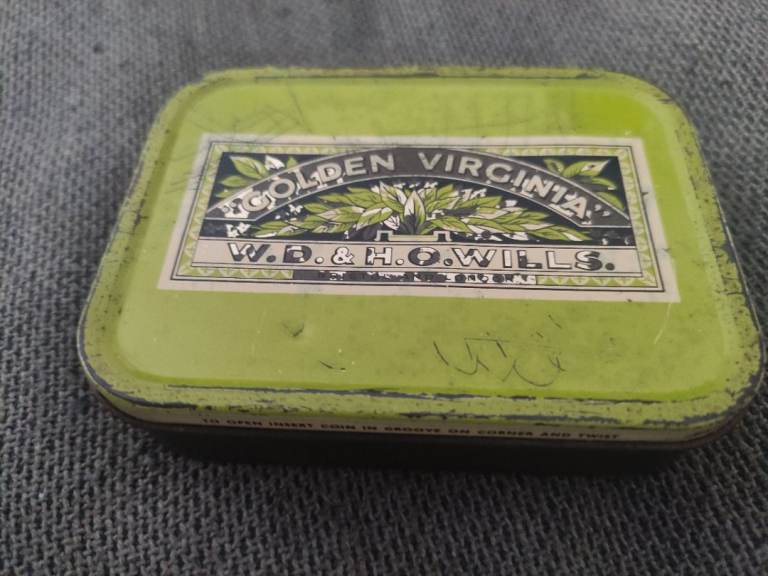 "GOLDEN VIRGINIA"
W.D. & H.O. WILLS.
TO OPEN INSERT COIN IN GROOVE ON CORNER AND TWIST